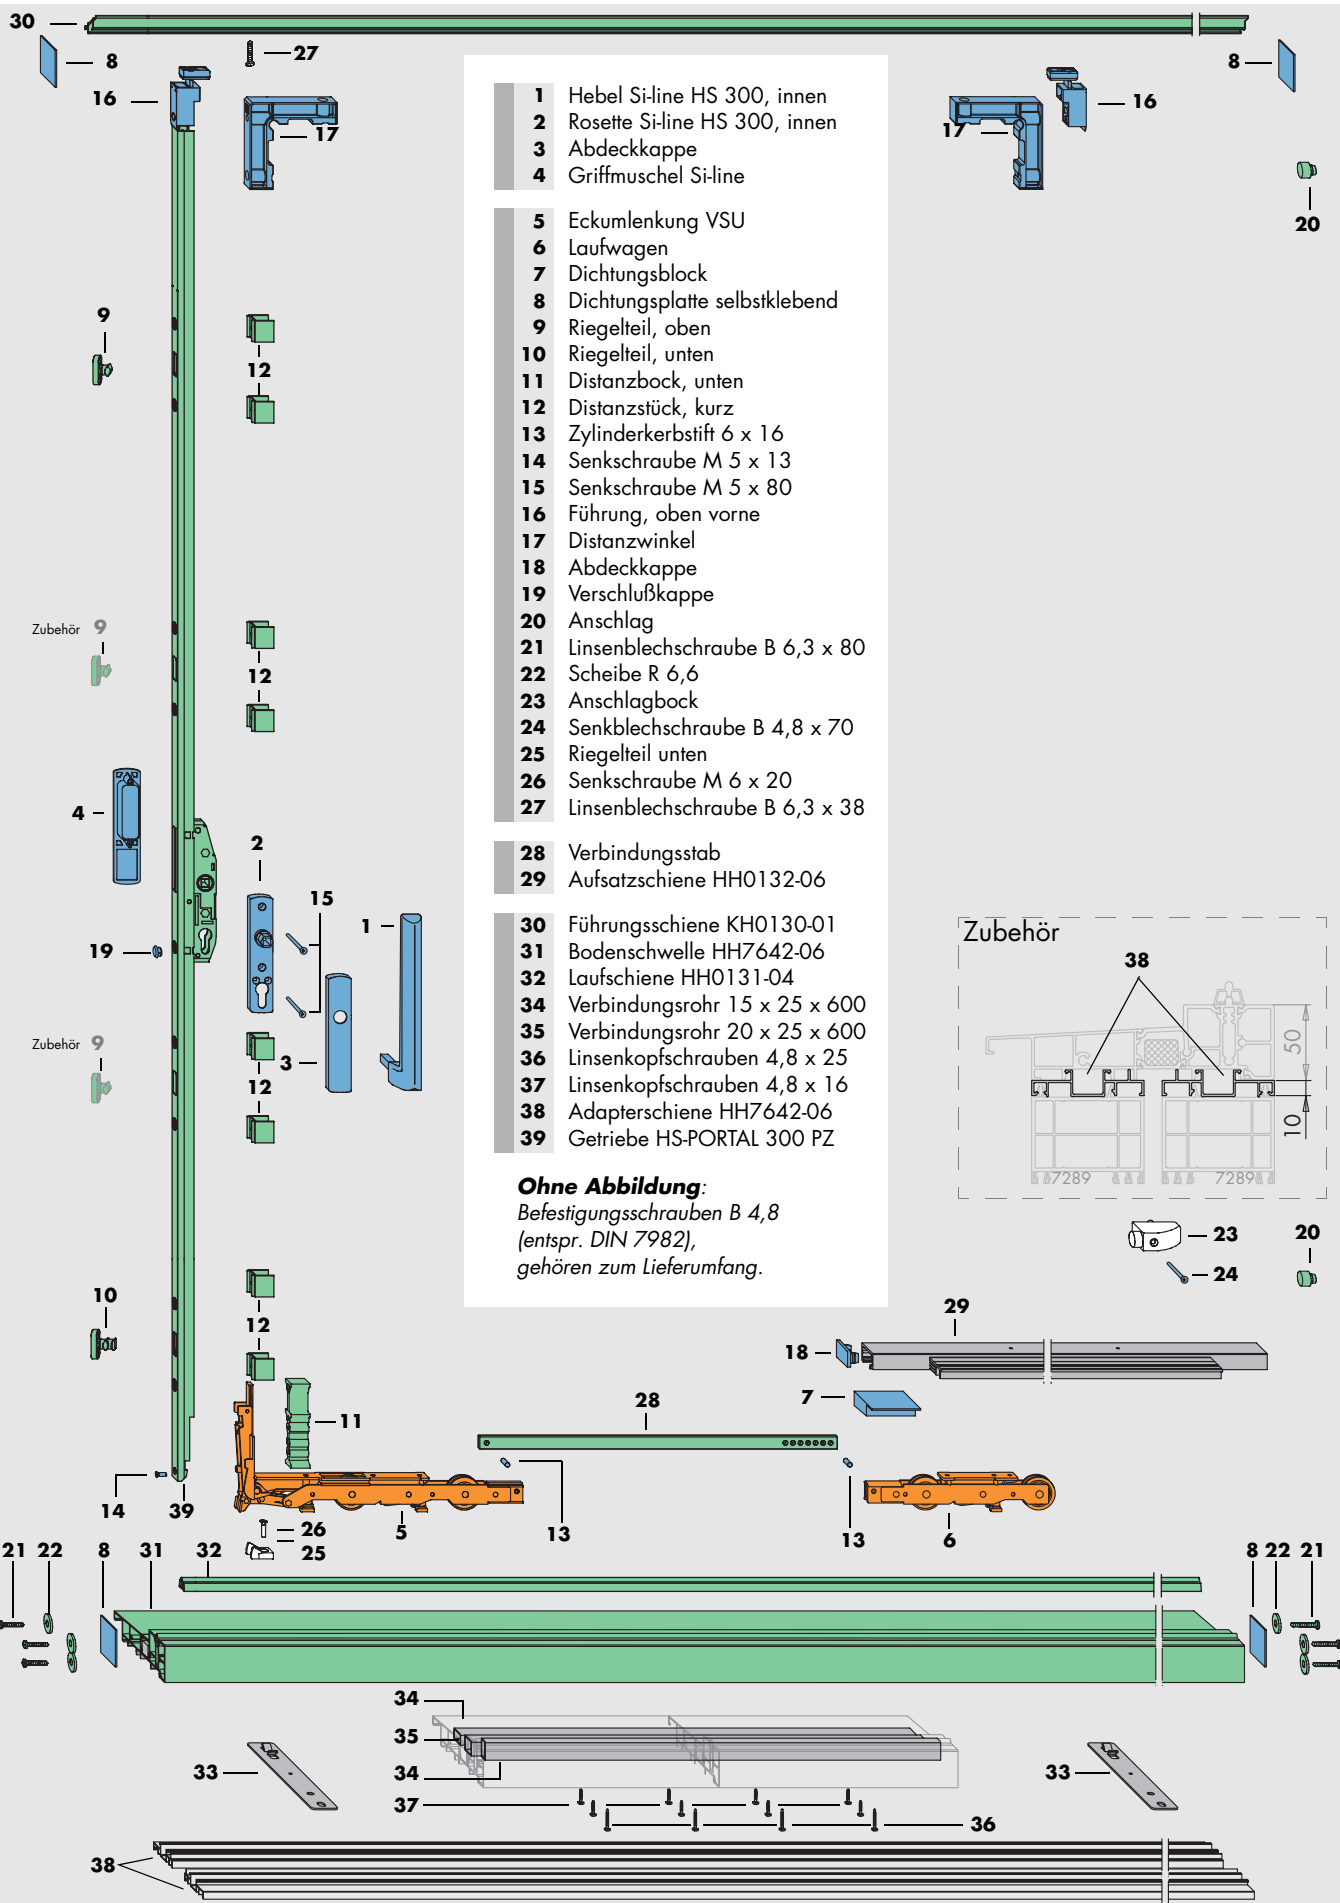 30
8
27
8
16
17
17
16
20
1 Hebel Si-line HS 300, innen
2 Rosette Si-line HS 300, innen
3 Abdeckkappe
4 Griffmuschel Si-line
5 Eckumlenkung VSU
6 Laufwagen
7 Dichtungsblock
8 Dichtungsplatte selbstklebend
9 Riegelteil, oben
10 Riegelteil, unten
11 Distanzbock, unten
12 Distanzstück, kurz
13 Zylinderkerbstift 6 x 16
14 Senkschraube M 5 x 13
15 Senkschraube M 5 x 80
16 Führung, oben vorne
17 Distanzwinkel
18 Abdeckkappe
19 Verschlußkappe
20 Anschlag
21 Linsenblechschraube B 6,3 x 80
22 Scheibe R 6,6
23 Anschlagbock
24 Senkblechschraube B 4,8 x 70
25 Riegelteil unten
26 Senkschraube M 6 x 20
27 Linsenblechschraube B 6,3 x 38
28 Verbindungsstab
29 Aufsatzschiene HH0132-06
30 Führungsschiene KH0130-01
31 Bodenschwelle HH7642-06
32 Laufschiene HH0131-04
34 Verbindungsrohr 15 x 25 x 600
35 Verbindungsrohr 20 x 25 x 600
36 Linsenkopfschrauben 4,8 x 25
37 Linsenkopfschrauben 4,8 x 16
38 Adapterschiene HH7642-06
39 Getriebe HS-PORTAL 300 PZ
Ohne Abbildung:
Befestigungsschrauben B 4,8
(entspr. DIN 7982),
gehören zum Lieferumfang.
9
12
Zubehör 9
12
4
2
15
1
19
3
Zubehör 9
12
Zubehör
38
50
10
7289
7289
23
20
24
10
12
29
18
7
28
11
14
39
5
13
13
6
26
25
21 22 8 31 32
8 22 21
34
35
34
33
33
37
36
38